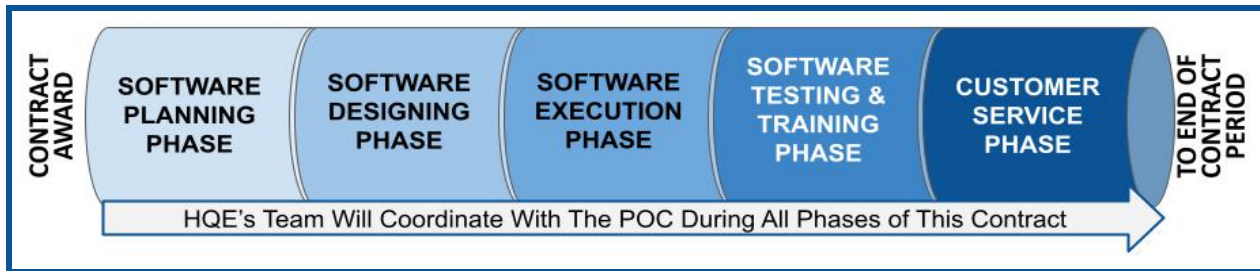 CONTRACT
AWARD
SOFTWARE
PLANNING
PHASE
SOFTWARE
DESIGNING
PHASE
SOFTWARE
EXECUTION
PHASE
SOFTWARE
TESTING &
TRAINING
PHASE
CUSTOMER
SERVICE
PHASE
TO END OF
CONTRACT
PERIOD
HQE's Team Will Coordinate With The POC During All Phases of This Contract